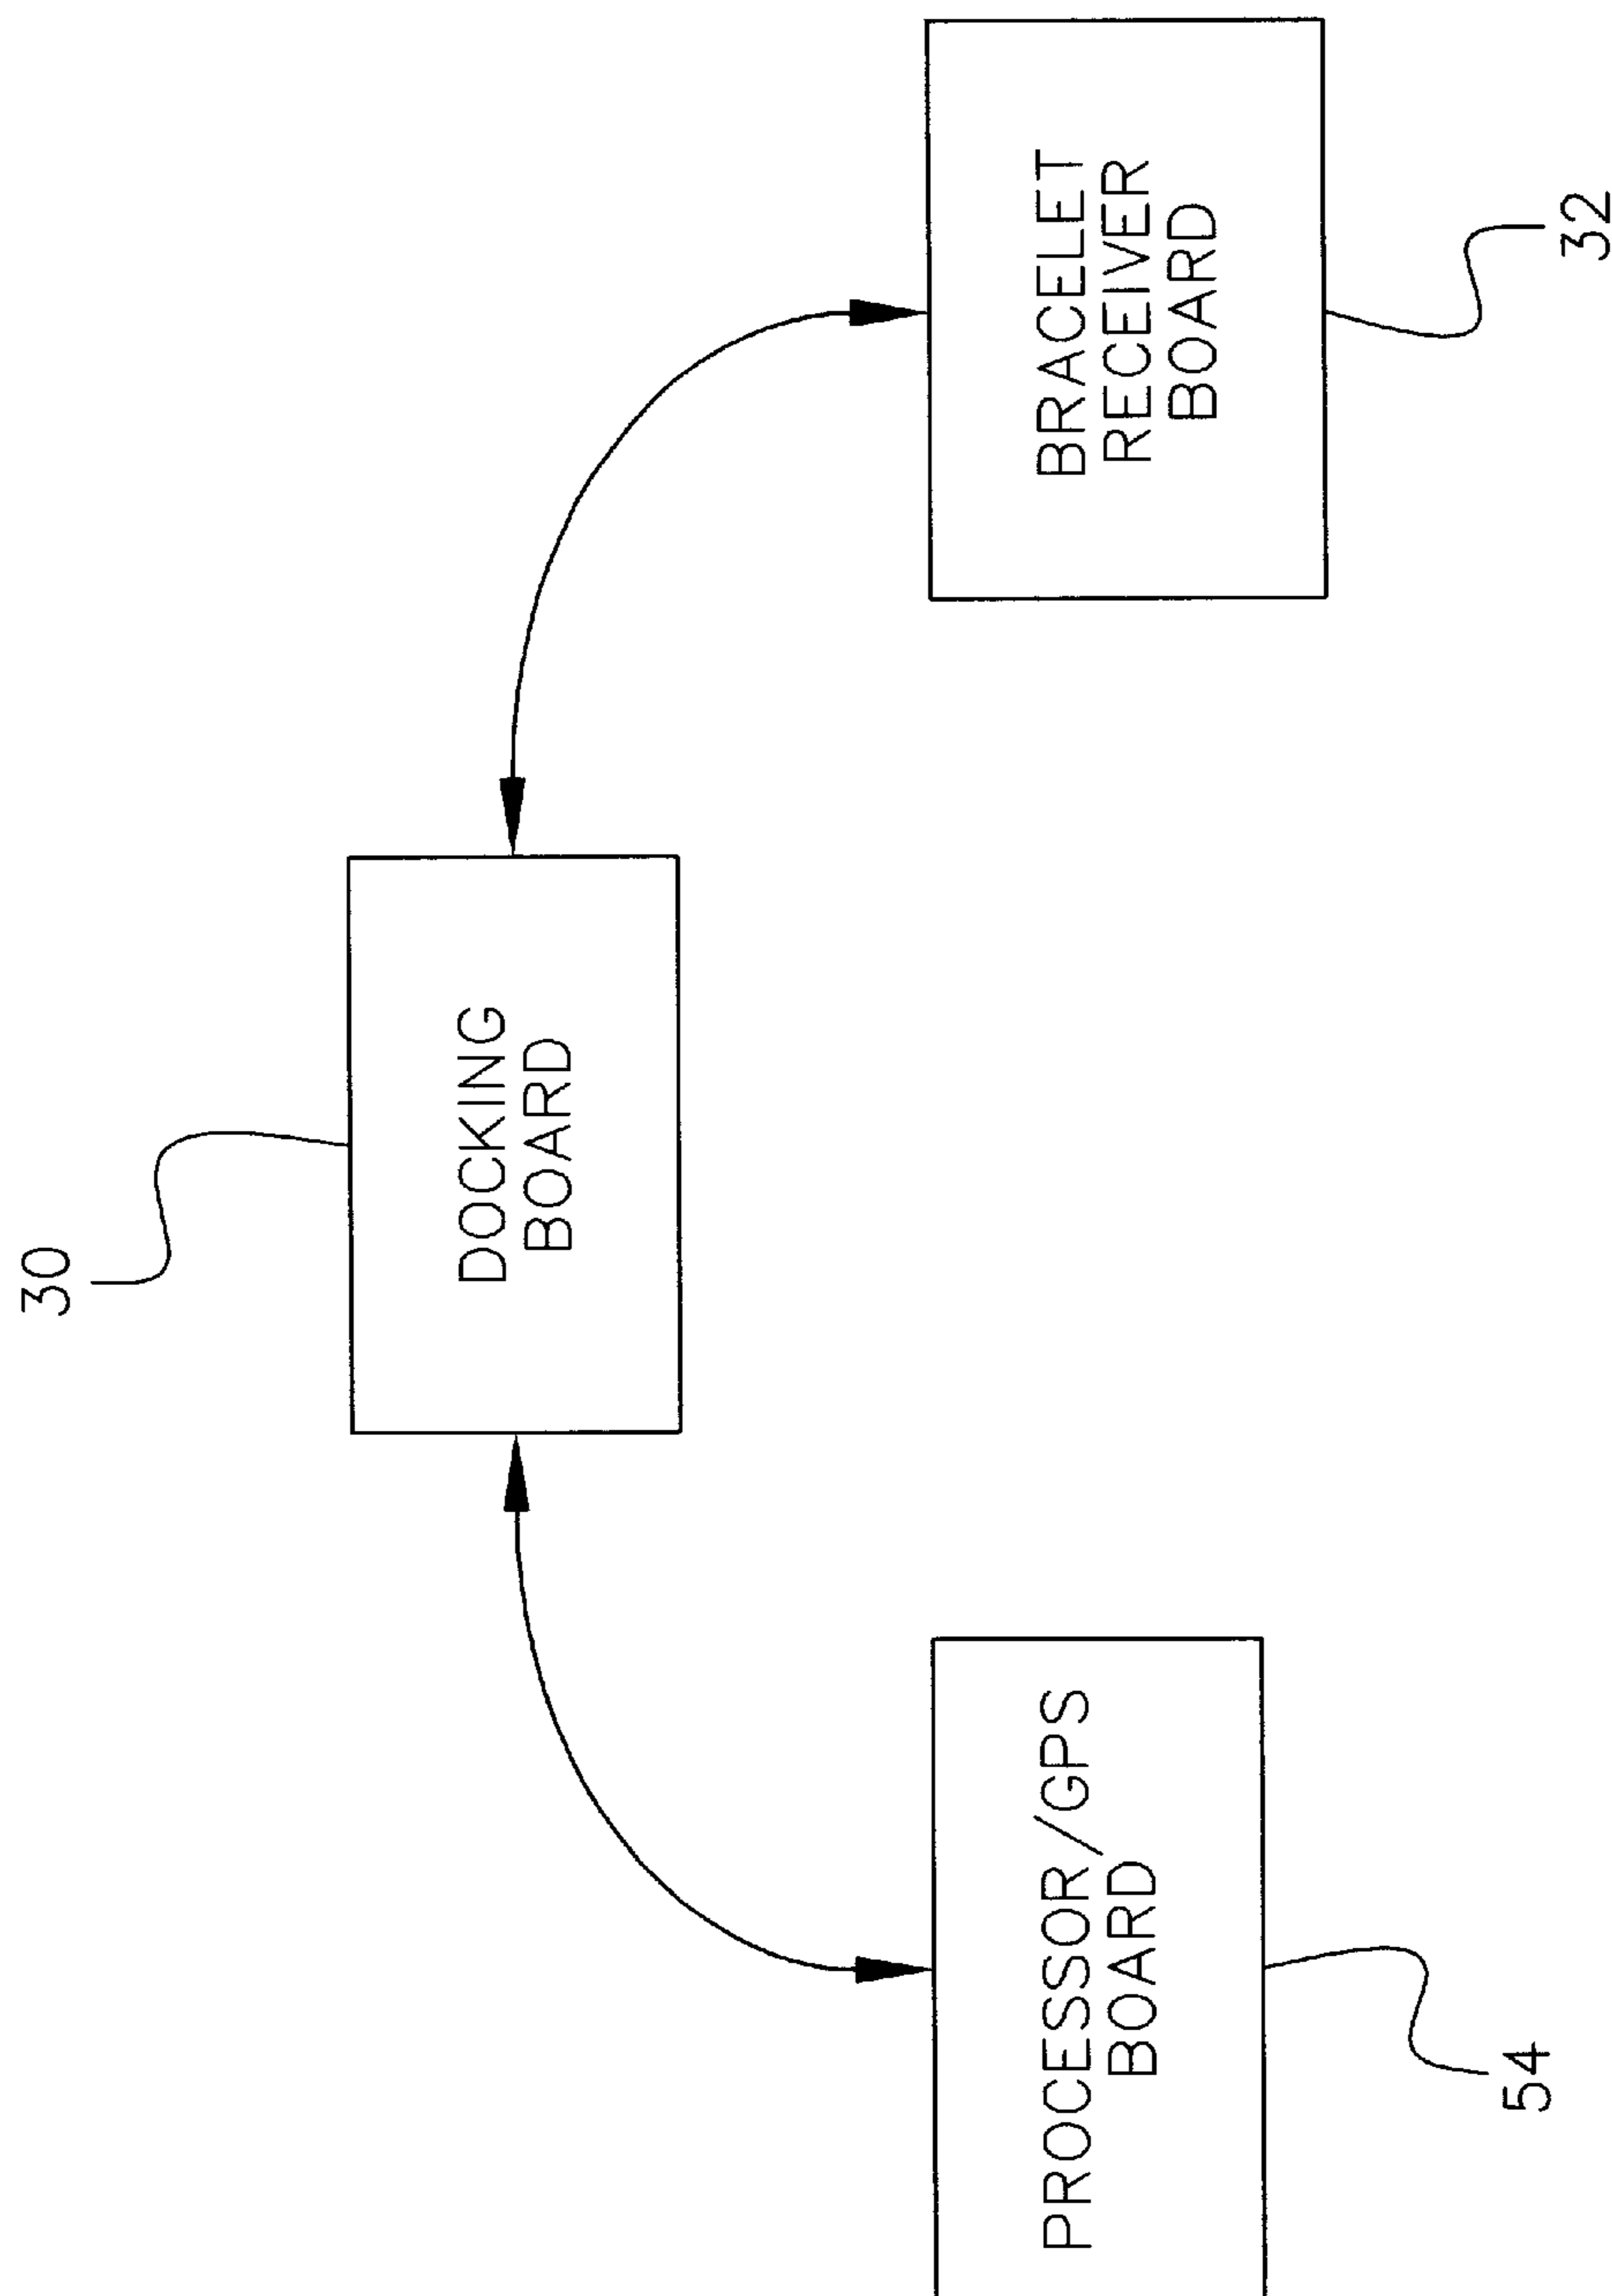 30
DOCKING
BOARD
PROCESSOR/GPS
BOARD
54
BRACELET
RECEIVER
BOARD
32